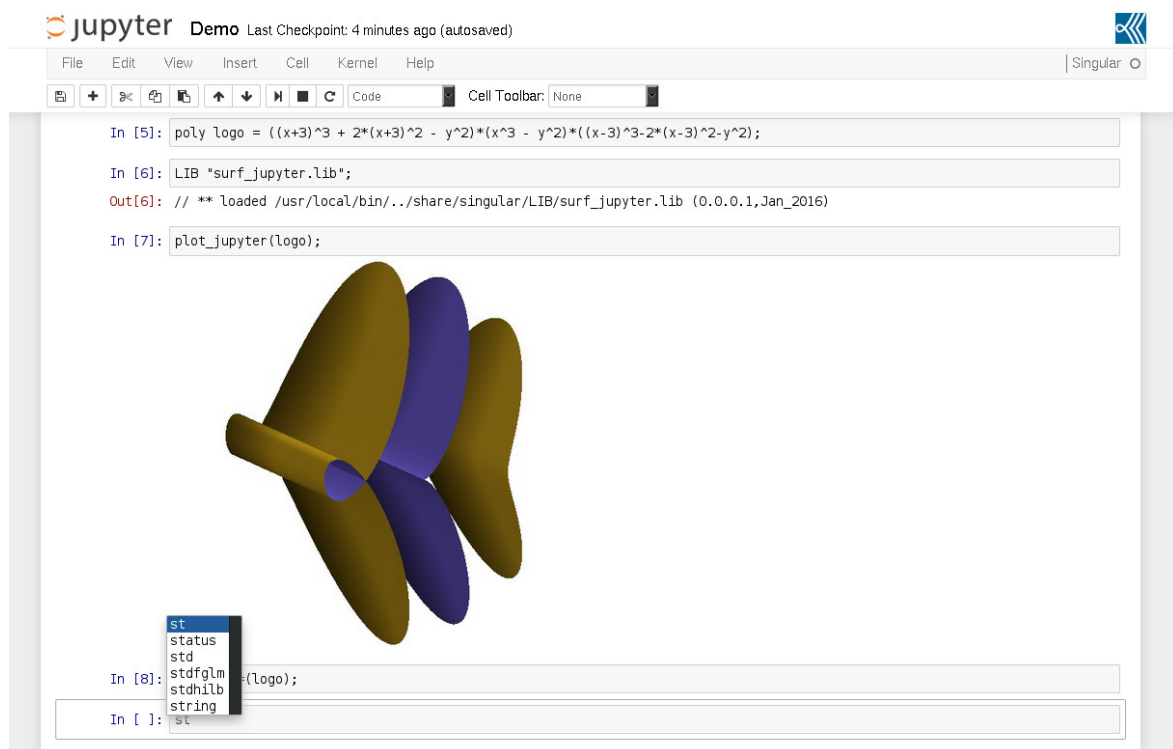 jupyter Demo Last Checkpoint: 4 minutes ago (autosaved)
File Edit View Insert Cell Kernel Help Singular
Code Cell Toolbar: None
In [5]: poly logo = ((x+3)^3 + 2*(x+3)^2 - y^2)*(x^3 - y^2)*((x-3)^3-2*(x-3)^2-y^2);
In [6]: LIB "surf_jupyter.lib";
Out[6]: // ** loaded /usr/local/bin/../share/singular/LIB/surf_jupyter.lib (0.0.0.1,Jan_2016)
In [7]: plot_jupyter(logo);
st
status
std
stdfglm
stdhilb
string
In [8]: =(logo);
In [ ]: st